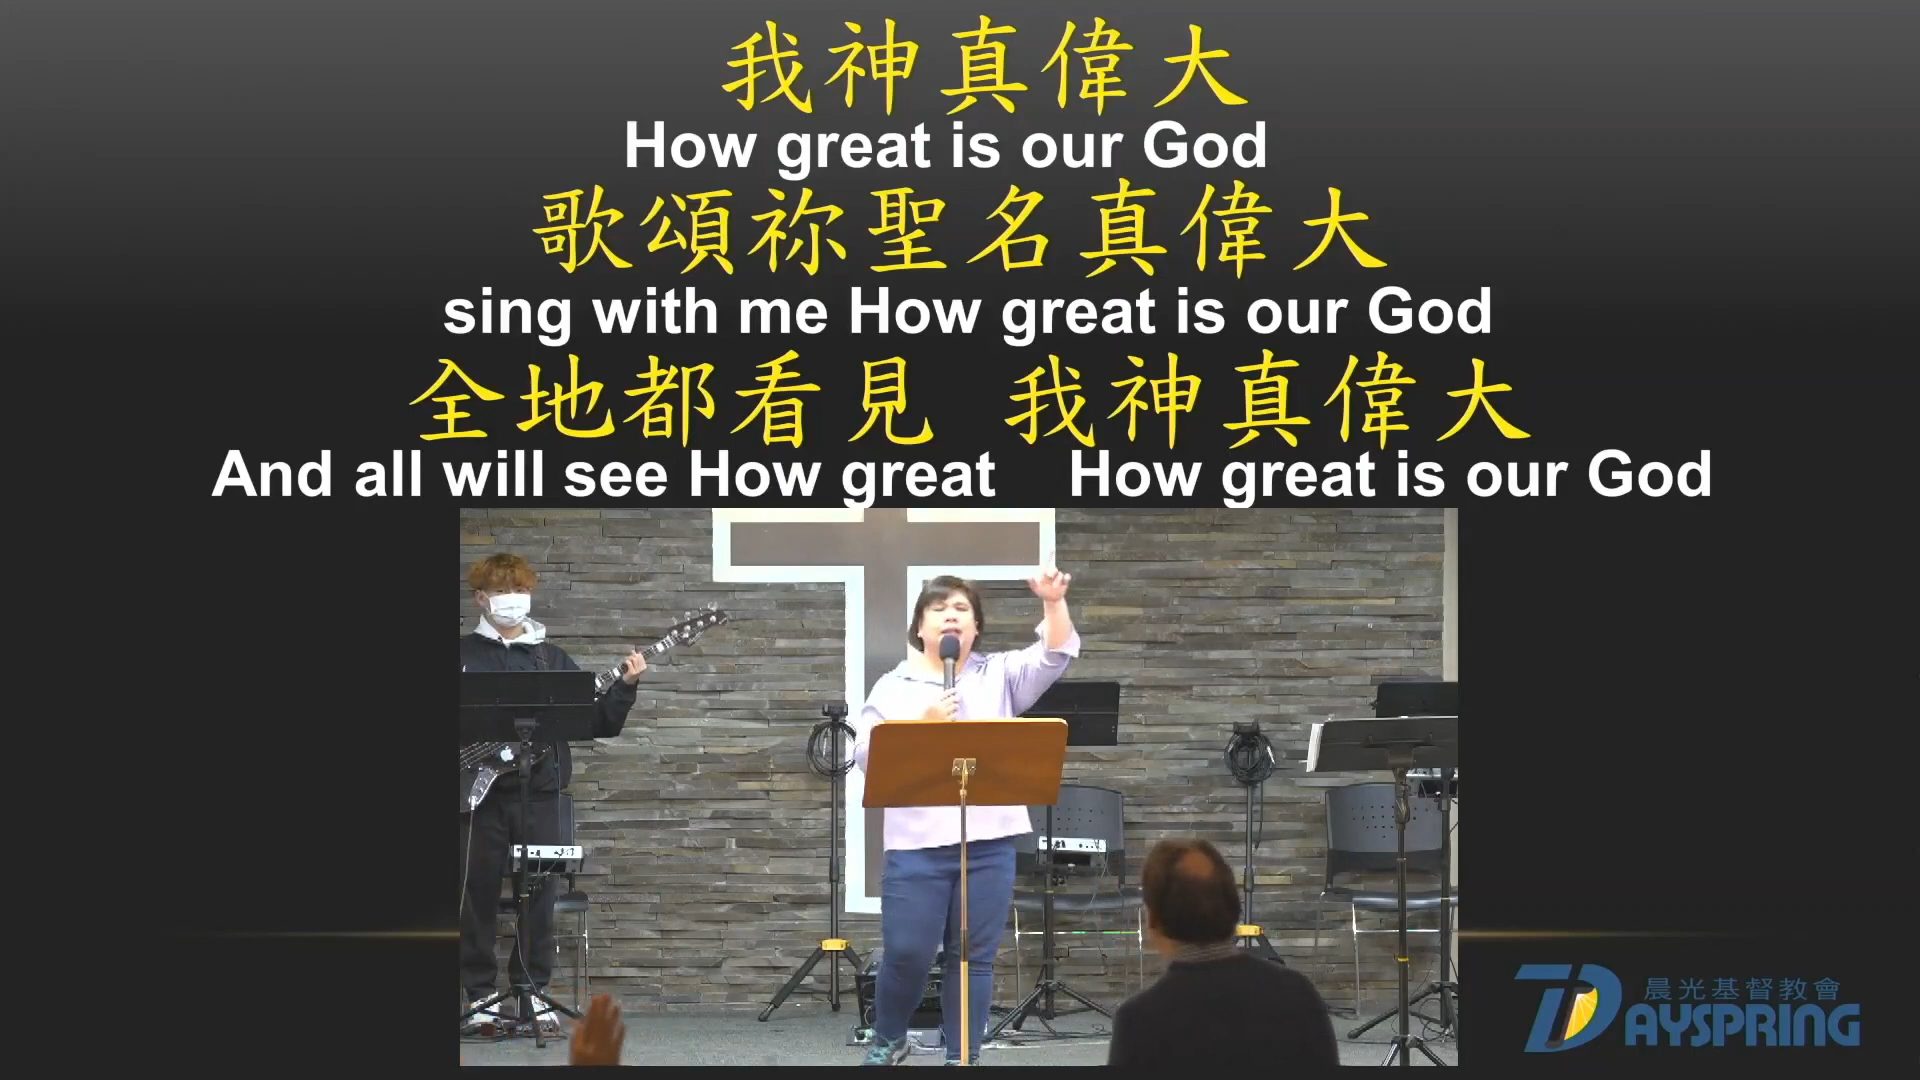 我神真偉大
How great is our God
歌頌祢聖名真偉大
sing with me How great is our God
全地都看見 我神真偉大
And all will see How great How great is our God
晨光基督教會
DAYSPRING